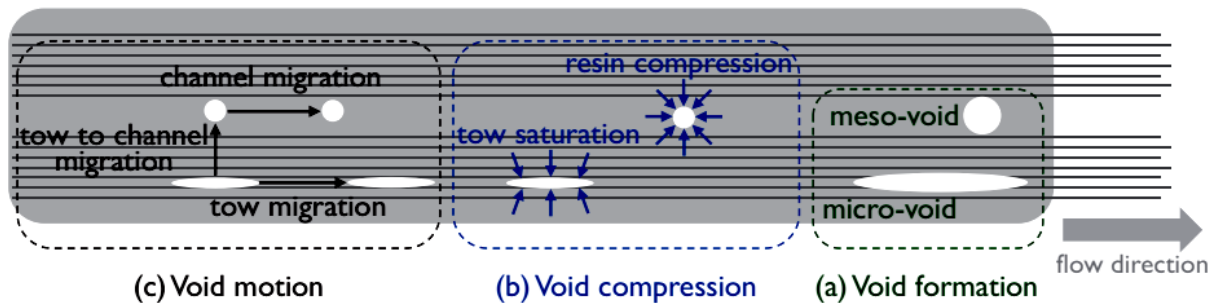 channel migration
tow to channel
migration
tow migration
resin compression
tow saturation
meso-void
micro-void
flow direction
(c) Void motion
(b) Void compression
(a) Void formation